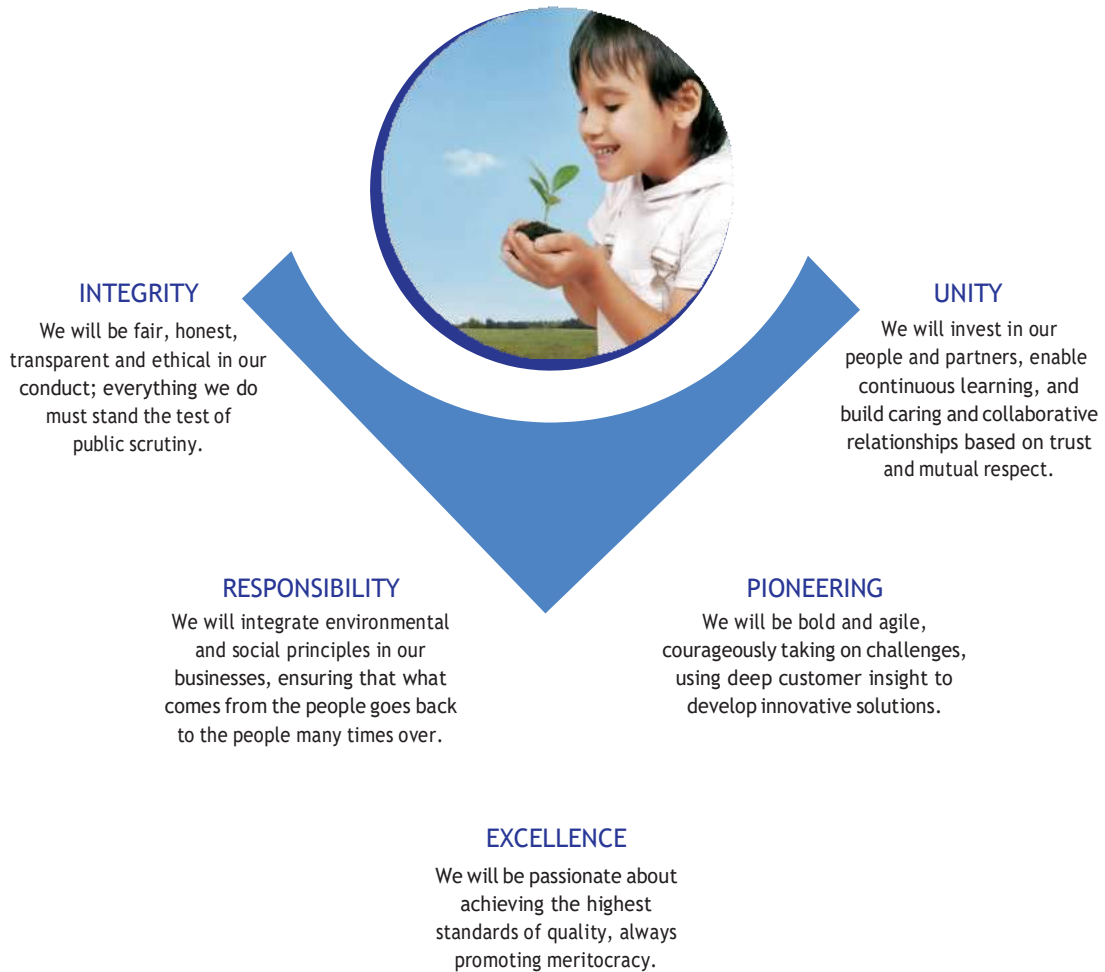 INTEGRITY
We will be fair, honest,
transparent and ethical in our
conduct; everything we do
must stand the test of
public scrutiny.
UNITY
We will invest in our
people and partners, enable
continuous learning, and
build caring and collaborative
relationships based on trust
and mutual respect.
RESPONSIBILITY
We will integrate environmental
and social principles in our
businesses, ensuring that what
comes from the people goes back
to the people many times over.
PIONEERING
We will be bold and agile,
courageously taking on challenges,
using deep customer insight to
develop innovative solutions.
EXCELLENCE
We will be passionate about
achieving the highest
standards of quality, always
promoting meritocracy.